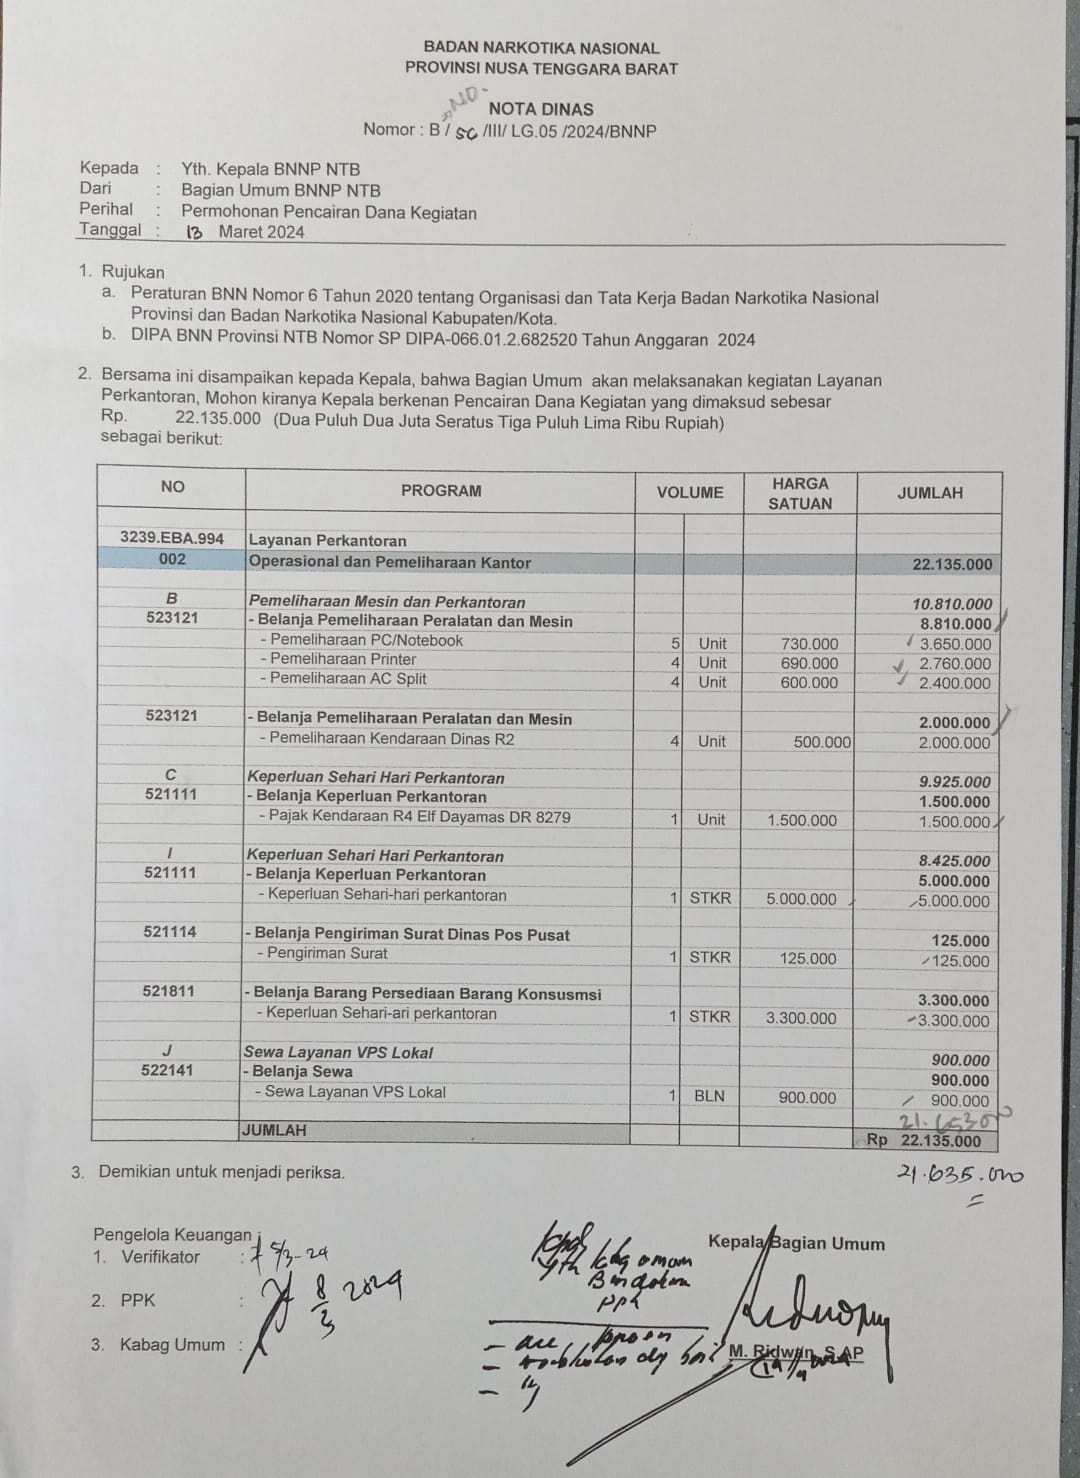 BADAN NARKOTIKA NASIONAL
PROVINSI NUSA TENGGARA BARAT
NO.
NOTA DINAS
Nomor : B / 50 /III/ LG.05 /2024/BNNP
Kepada : Yth. Kepala BNNP NTB
Dari : Bagian Umum BNNP NTB
Perihal : Permohonan Pencairan Dana Kegiatan
Tanggal : 13 Maret 2024
1. Rujukan
a. Peraturan BNN Nomor 6 Tahun 2020 tentang Organisasi dan Tata Kerja Badan Narkotika Nasional
Provinsi dan Badan Narkotika Nasional Kabupaten/Kota.
b. DIPA BNN Provinsi NTB Nomor SP DIPA-066.01.2.682520 Tahun Anggaran 2024
2. Bersama ini disampaikan kepada Kepala, bahwa Bagian Umum akan melaksanakan kegiatan Layanan
Perkantoran, Mohon kiranya Kepala berkenan Pencairan Dana Kegiatan yang dimaksud sebesar
Rp. 22.135.000 (Dua Puluh Dua Juta Seratus Tiga Puluh Lima Ribu Rupiah)
sebagai berikut:
NO PROGRAM VOLUME HARGA SATUAN JUMLAH
3239.EBA.994 Layanan Perkantoran
002 Operasional dan Pemeliharaan Kantor 22.135.000
B Pemeliharaan Mesin dan Perkantoran 10.810.000
523121 - Belanja Pemeliharaan Peralatan dan Mesin 8.810.000
- Pemeliharaan PC/Notebook 5 Unit 730.000 3.650.000
- Pemeliharaan Printer 4 Unit 690.000 2.760.000
- Pemeliharaan AC Split 4 Unit 600.000 2.400.000
523121 - Belanja Pemeliharaan Peralatan dan Mesin 2.000.000
- Pemeliharaan Kendaraan Dinas R2 4 Unit 500.000 2.000.000
C Keperluan Sehari Hari Perkantoran 9.925.000
521111 - Belanja Keperluan Perkantoran 1.500.000
- Pajak Kendaraan R4 Elf Dayamas DR 8279 1 Unit 1.500.000 1.500.000
I Keperluan Sehari Hari Perkantoran 8.425.000
521111 - Belanja Keperluan Perkantoran 5.000.000
- Keperluan Sehari-hari perkantoran 1 STKR 5.000.000 5.000.000
521114 - Belanja Pengiriman Surat Dinas Pos Pusat 125.000
- Pengiriman Surat 1 STKR 125.000 125.000
521811 - Belanja Barang Persediaan Barang Konsusmsi 3.300.000
- Keperluan Sehari-ari perkantoran 1 STKR 3.300.000 3.300.000
J Sewa Layanan VPS Lokal 900.000
522141 - Belanja Sewa 900.000
- Sewa Layanan VPS Lokal 1 BLN 900.000 900.000
JUMLAH Rp 22.135.000
21.635.000
3. Demikian untuk menjadi periksa.
Pengelola Keuangan :
1. Verifikator : 5/3-24
2. PPK : 8/3 2024
3. Kabag Umum :
Yth Kbg umum
PPK
Kepala Bagian Umum
M. Ridwan, S.AP